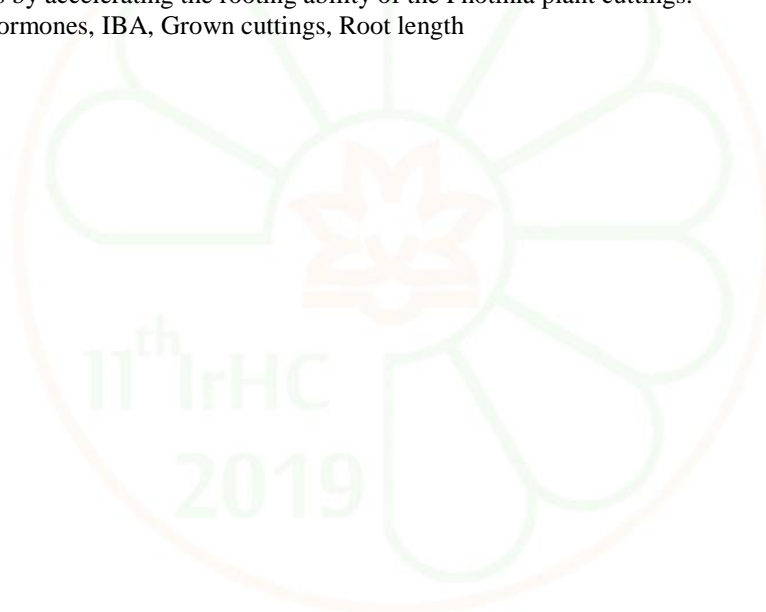 by accelerating the rooting ability of the Photinia plant cuttings.
ormones, IBA, Grown cuttings, Root length
11th IrHC
2019